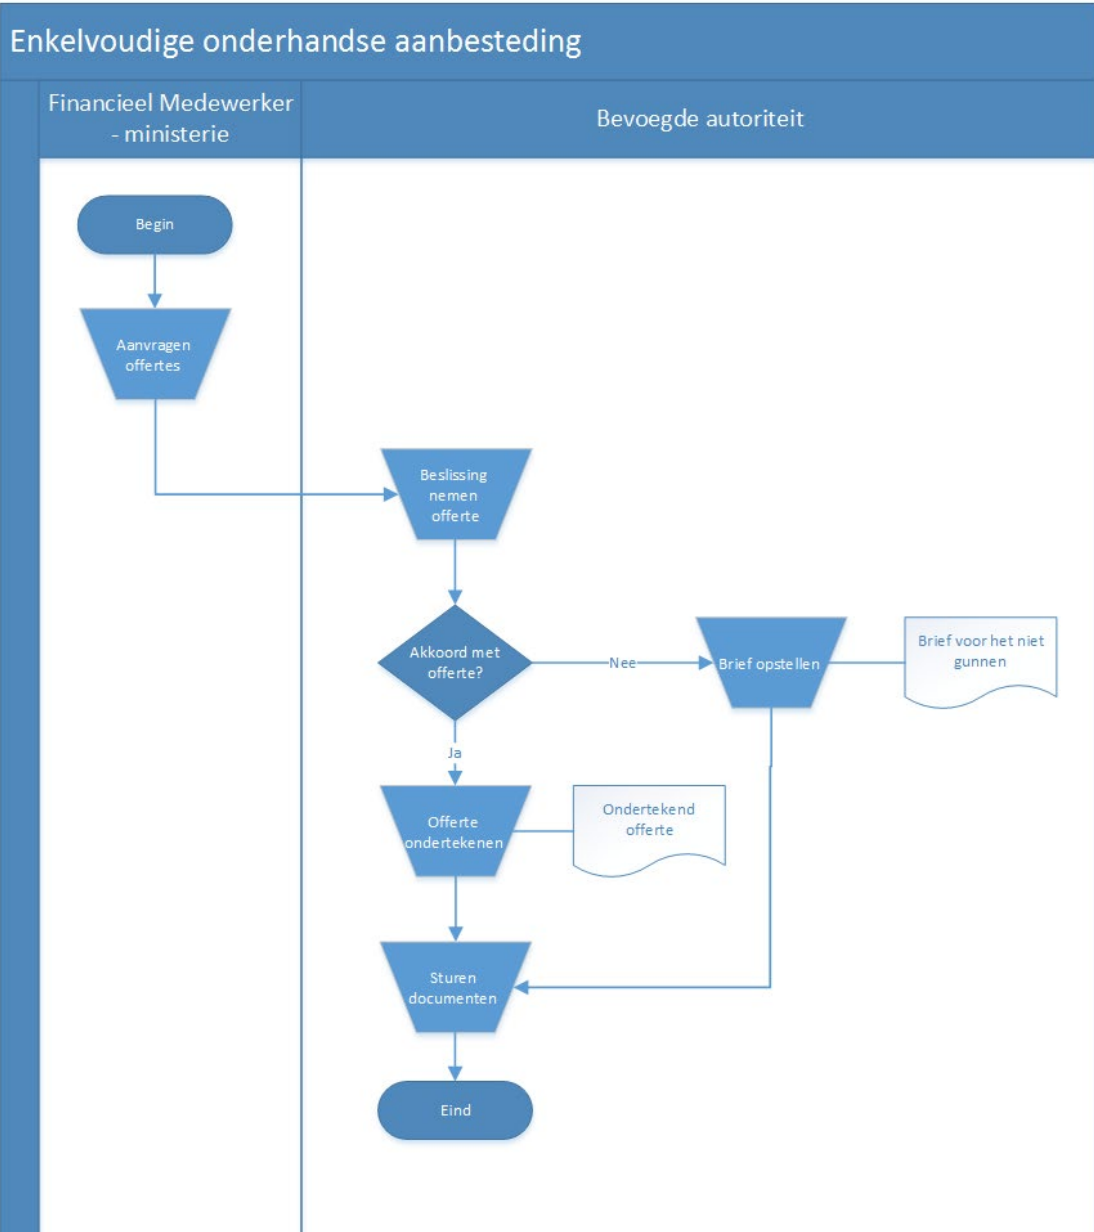 Enkelvoudige onderhandse aanbesteding
Financieel Medewerker
- ministerie
Bevoegde autoriteit
Begin
Aanvragen
offertes
Beslissing
nemen
offerte
Akkoord met
offerte?
Nee
Brief opstellen
Brief voor het niet
gunnen
Ja
Offerte
ondertekenen
Ondertekend
offerte
Sturen
documenten
Eind